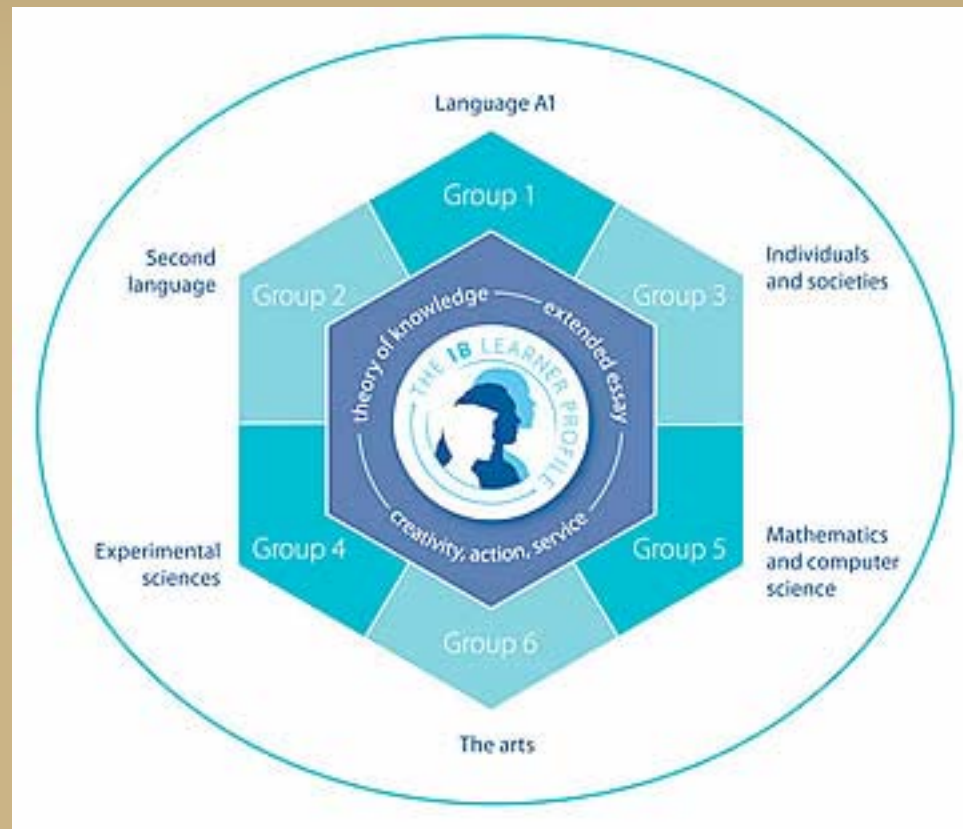 Language A1
Group 1
Second
language
Group 2
Individuals
and societies
Group 3
theory of knowledge
extended essay
THE IB LEARNER PROFILE
creativity, action, service
Experimental
sciences
Group 4
Mathematics
and computer
science
Group 5
Group 6
The arts